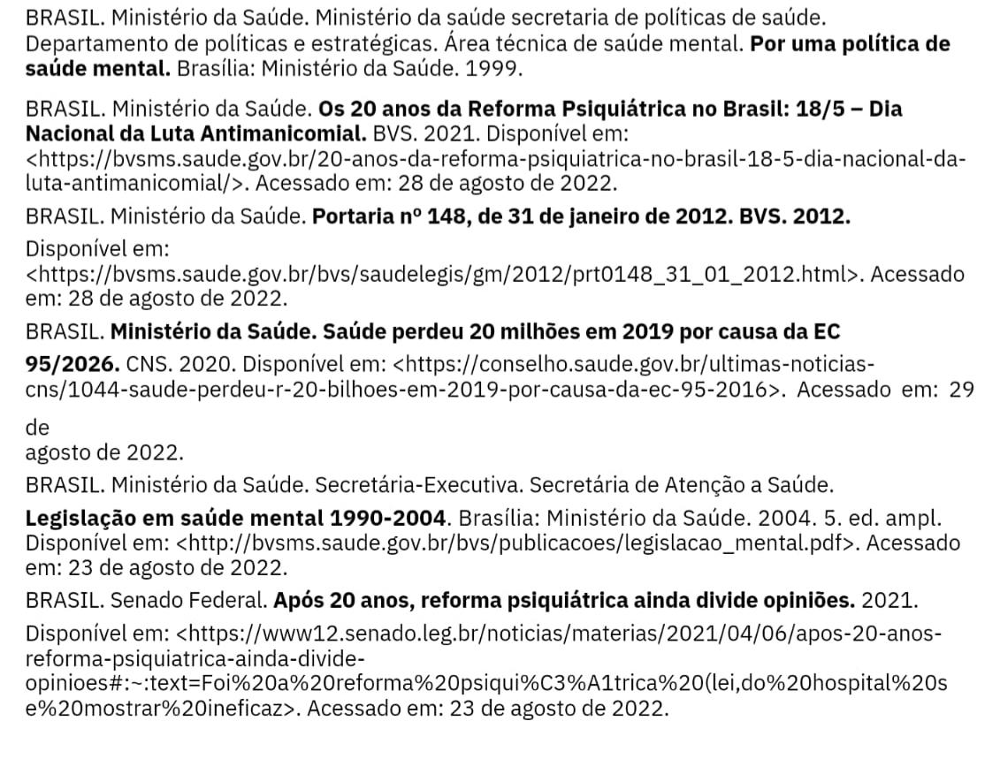 BRASIL. Ministério da Saúde. Ministério da saúde secretaria de políticas de saúde.
Departamento de políticas e estratégicas. Área técnica de saúde mental. Por uma política de
saúde mental. Brasília: Ministério da Saúde. 1999.
BRASIL. Ministério da Saúde. Os 20 anos da Reforma Psiquiátrica no Brasil: 18/5 – Dia
Nacional da Luta Antimanicomial. BVS. 2021. Disponível em:
<https://bvsms.saude.gov.br/20-anos-da-reforma-psiquiatrica-no-brasil-18-5-dia-nacional-da-
luta-antimanicomial/>. Acessado em: 28 de agosto de 2022.
BRASIL. Ministério da Saúde. Portaria nº 148, de 31 de janeiro de 2012. BVS. 2012.
Disponível em:
<https://bvsms.saude.gov.br/bvs/saudelegis/gm/2012/prt0148_31_01_2012.html>. Acessado
em: 28 de agosto de 2022.
BRASIL. Ministério da Saúde. Saúde perdeu 20 milhões em 2019 por causa da EC
95/2026. CNS. 2020. Disponível em: <https://conselho.saude.gov.br/ultimas-noticias-
cns/1044-saude-perdeu-r-20-bilhoes-em-2019-por-causa-da-ec-95-2016>. Acessado em: 29
de
agosto de 2022.
BRASIL. Ministério da Saúde. Secretária-Executiva. Secretária de Atenção a Saúde.
Legislação em saúde mental 1990-2004. Brasília: Ministério da Saúde. 2004. 5. ed. ampl.
Disponível em: <http://bvsms.saude.gov.br/bvs/publicacoes/legislacao_mental.pdf>. Acessado
em: 23 de agosto de 2022.
BRASIL. Senado Federal. Após 20 anos, reforma psiquiátrica ainda divide opiniões. 2021.
Disponível em: <https://www12.senado.leg.br/noticias/materias/2021/04/06/apos-20-anos-
reforma-psiquiatrica-ainda-divide-
opinioes#:~:text=Foi%20a%20reforma%20psiqui%C3%A1trica%20(lei,do%20hospital%20s
e%20mostrar%20ineficaz>. Acessado em: 23 de agosto de 2022.